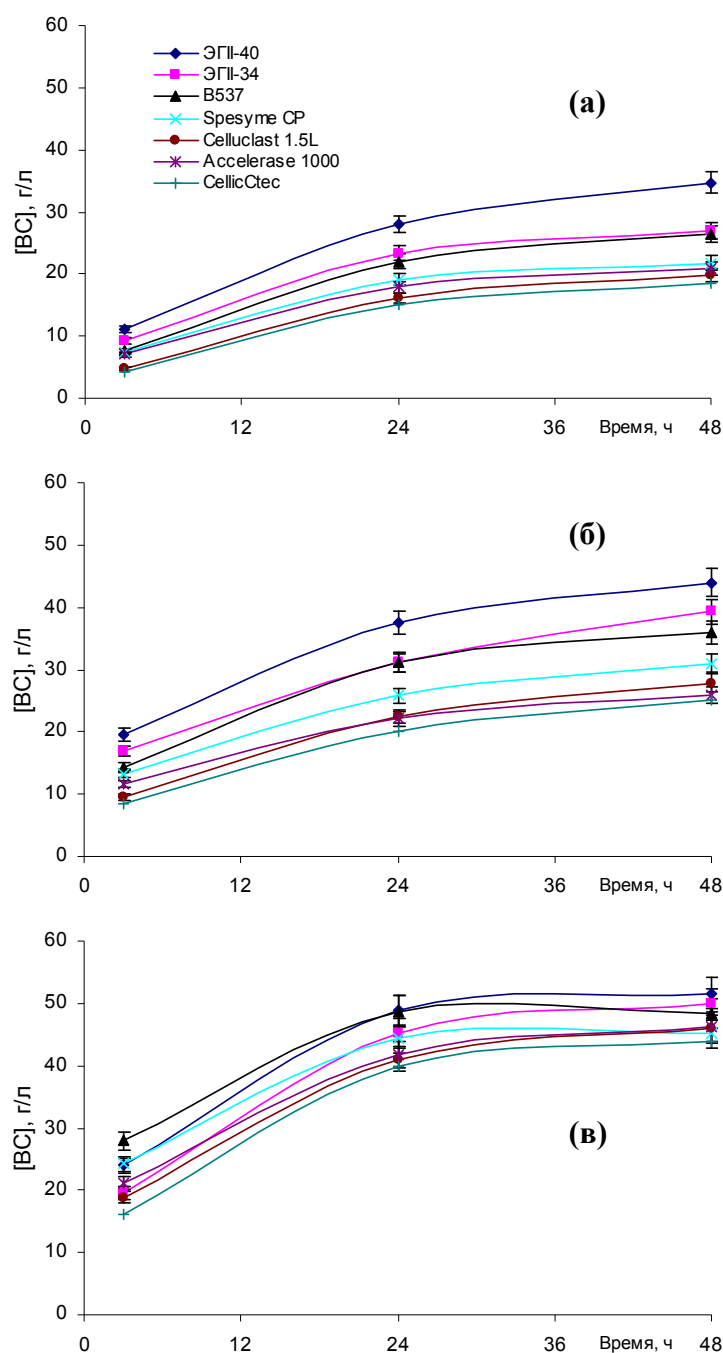 60
50
40
30
20
10
0
[ВС], г/л
ЭГII-40
ЭГII-34
B537
Spesyme CP
Celluclast 1.5L
Accelerase 1000
CellicCtec
(а)
0 12 24 36 Время, ч 48
60
50
40
30
20
10
0
[ВС], г/л
(б)
0 12 24 36 Время, ч 48
60
50
40
30
20
10
0
[ВС], г/л
(в)
0 12 24 36 Время, ч 48